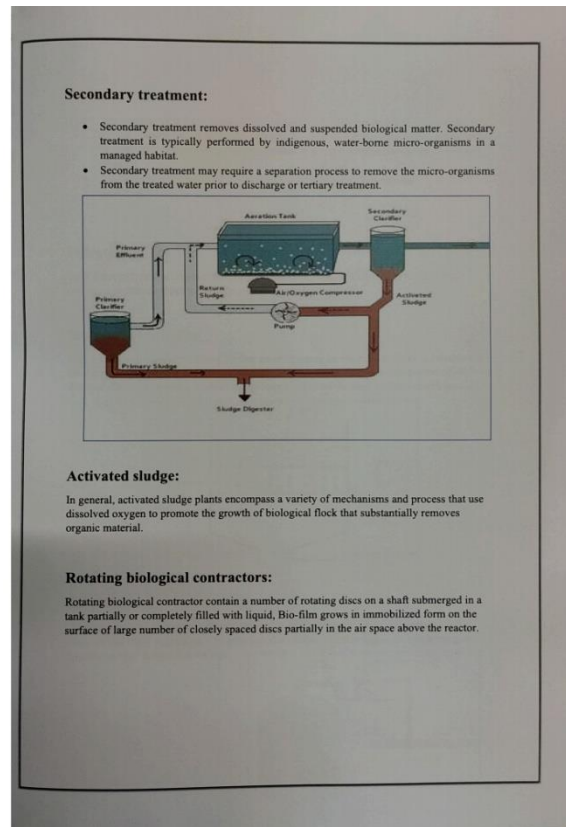 Secondary treatment:
• Secondary treatment removes dissolved and suspended biological matter. Secondary
treatment is typically performed by indigenous, water-borne micro-organisms in a
managed habitat.
• Secondary treatment may require a separation process to remove the micro-organisms
from the treated water prior to discharge or tertiary treatment.
Aeration Tank
Secondary
Clarifier
Primary
Effluent
Return
Sludge
Air/Oxygen Compressor
Activated
Sludge
Primary
Clarifier
Pump
Primary Sludge
Sludge Digester
Activated sludge:
In general, activated sludge plants encompass a variety of mechanisms and process that use
dissolved oxygen to promote the growth of biological flock that substantially removes
organic material.
Rotating biological contractors:
Rotating biological contractor contain a number of rotating discs on a shaft submerged in a
tank partially or completely filled with liquid, Bio-film grows in immobilized form on the
surface of large number of closely spaced discs partially in the air space above the reactor.